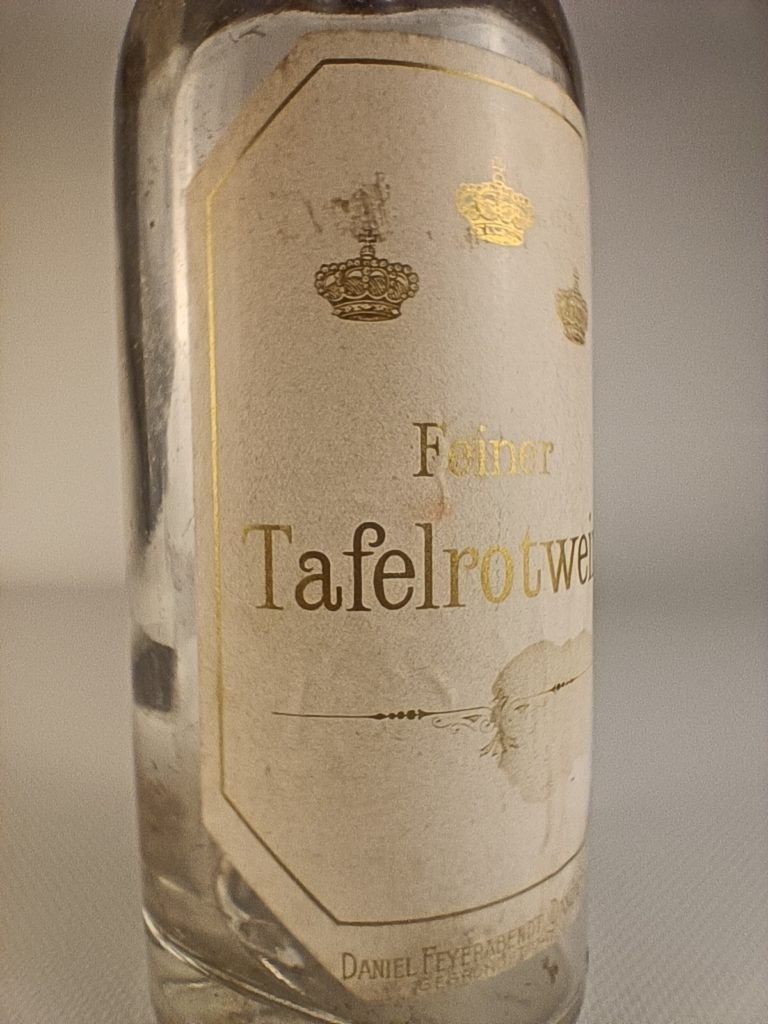 Feiner
Tafelrotwei
DANIEL FEYERABENDT